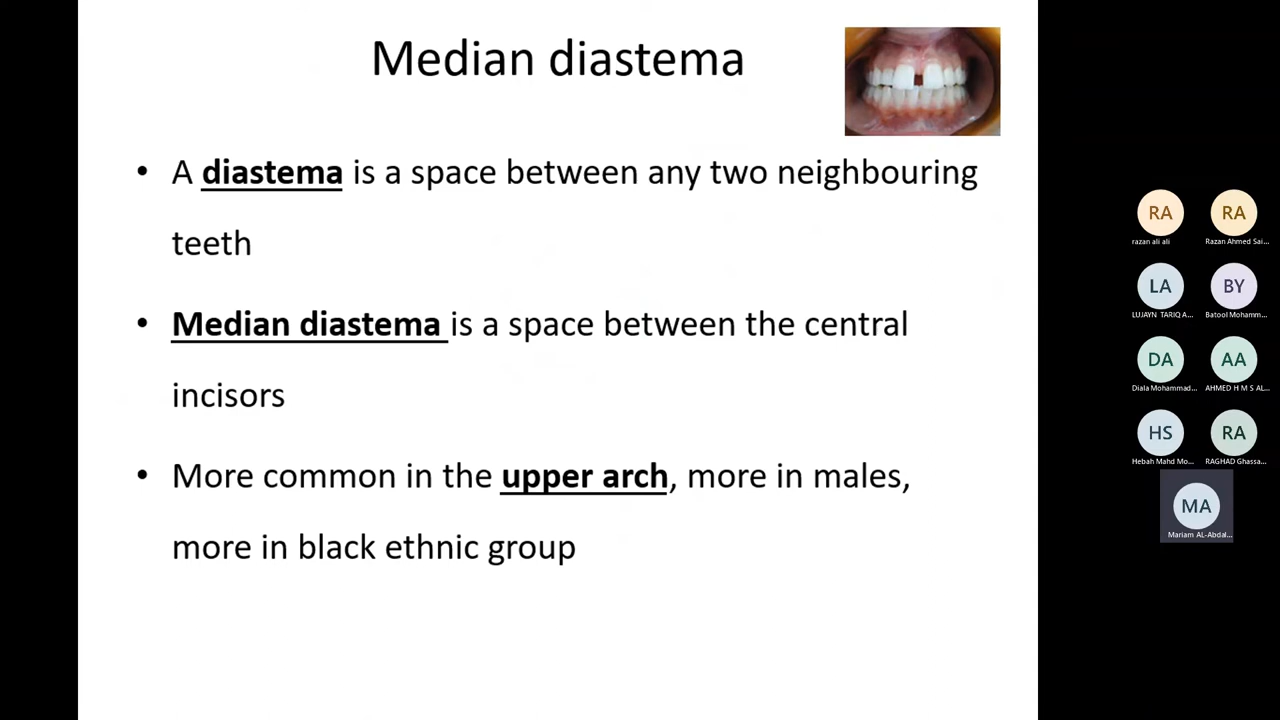 Median diastema
• A diastema is a space between any two neighbouring
teeth
• Median diastema is a space between the central
incisors
• More common in the upper arch, more in males,
more in black ethnic group
RA
RA
razan ali ali
Razan Ahmed Sai...
LA
BY
LUJAYN TARIQ A...
Batool Mohamm...
DA
AA
Diala Mohammad...
AHMED H M S AL...
HS
RA
Hebah Mahd Mo...
RAGHAD Ghassa...
MA
Mariam AL-Abdal...